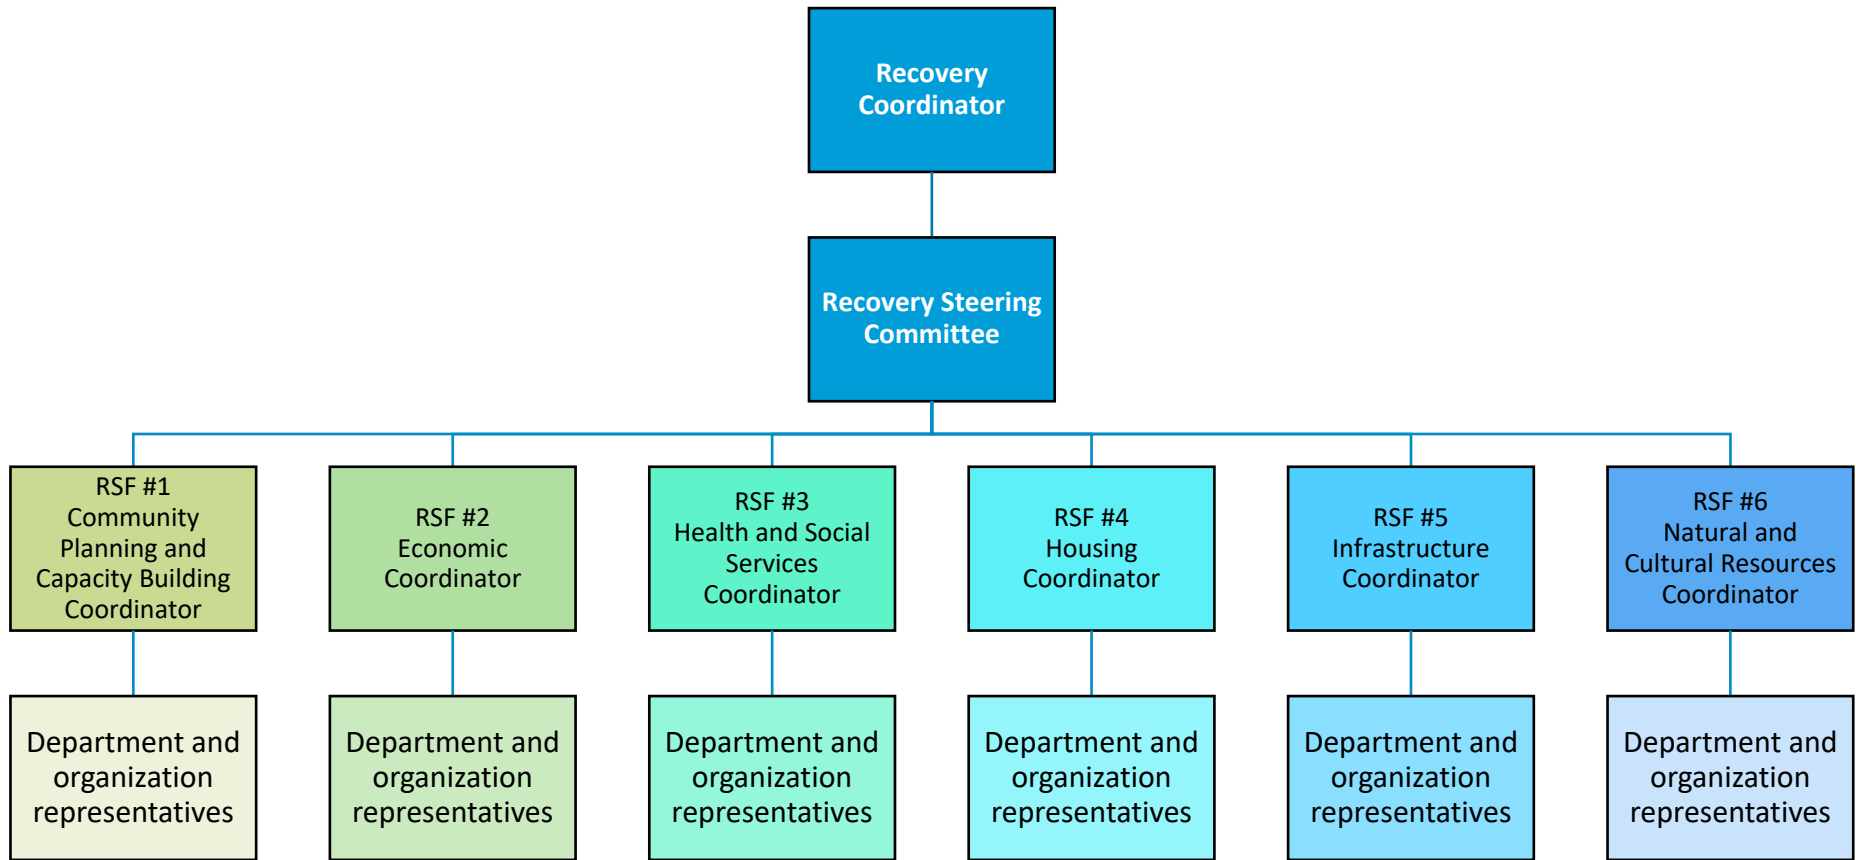 Recovery
Coordinator
Recovery Steering
Committee
RSF #1
Community
Planning and
Capacity Building
Coordinator
RSF #2
Economic
Coordinator
RSF #3
Health and Social
Services
Coordinator
RSF #4
Housing
Coordinator
RSF #5
Infrastructure
Coordinator
RSF #6
Natural and
Cultural Resources
Coordinator
Department and
organization
representatives
Department and
organization
representatives
Department and
organization
representatives
Department and
organization
representatives
Department and
organization
representatives
Department and
organization
representatives